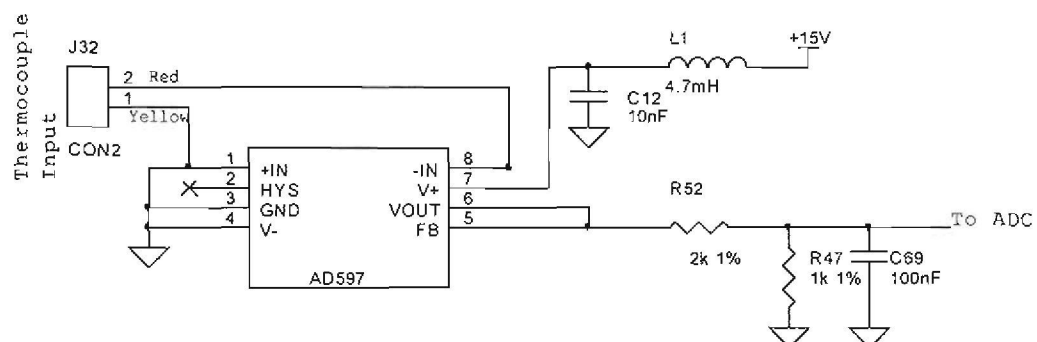 Thermocouple
Input
J32
2 Red
1
Yellow
CON2
L1
+15V
4.7mH
C12
10nF
1 +IN
2 HYS
3 GND
4 V-
-IN 8
V+ 7
VOUT 6
FB 5
AD597
R52
2k 1%
R47
1k 1%
C69
100nF
To ADC